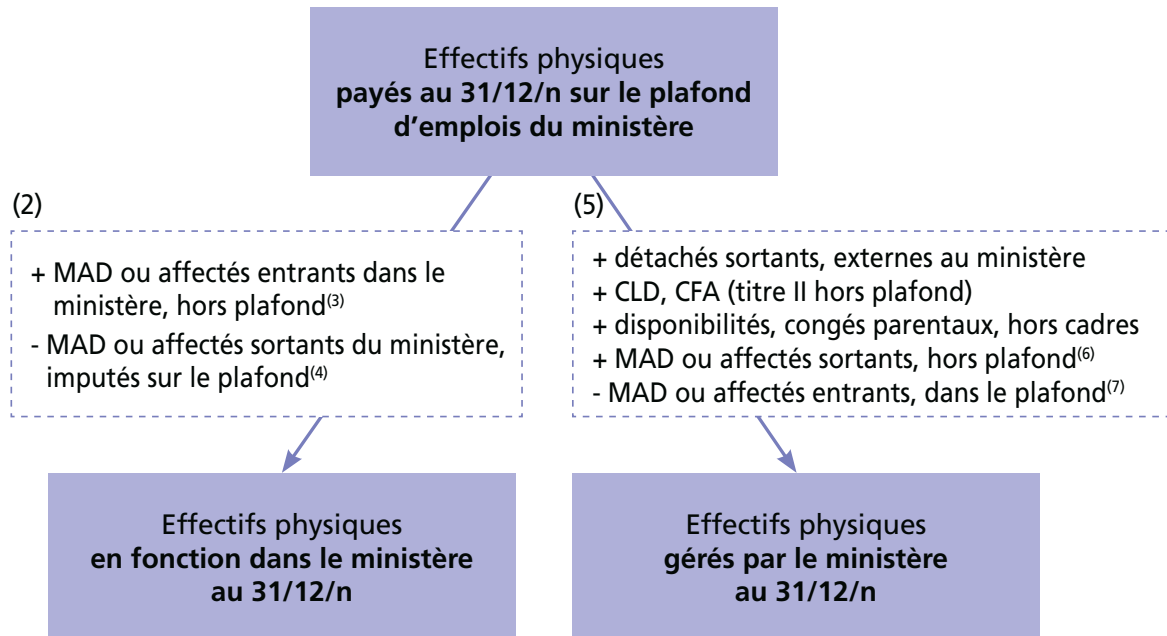 Effectifs physiques
payés au 31/12/n sur le plafond
d'emplois du ministère
(2)
+ MAD ou affectés entrants dans le
ministère, hors plafond(3)
- MAD ou affectés sortants du ministère,
imputés sur le plafond(4)
(5)
+ détachés sortants, externes au ministère
+ CLD, CFA (titre II hors plafond)
+ disponibilités, congés parentaux, hors cadres
+ MAD ou affectés sortants, hors plafond(6)
- MAD ou affectés entrants, dans le plafond(7)
Effectifs physiques
en fonction dans le ministère
au 31/12/n
Effectifs physiques
gérés par le ministère
au 31/12/n